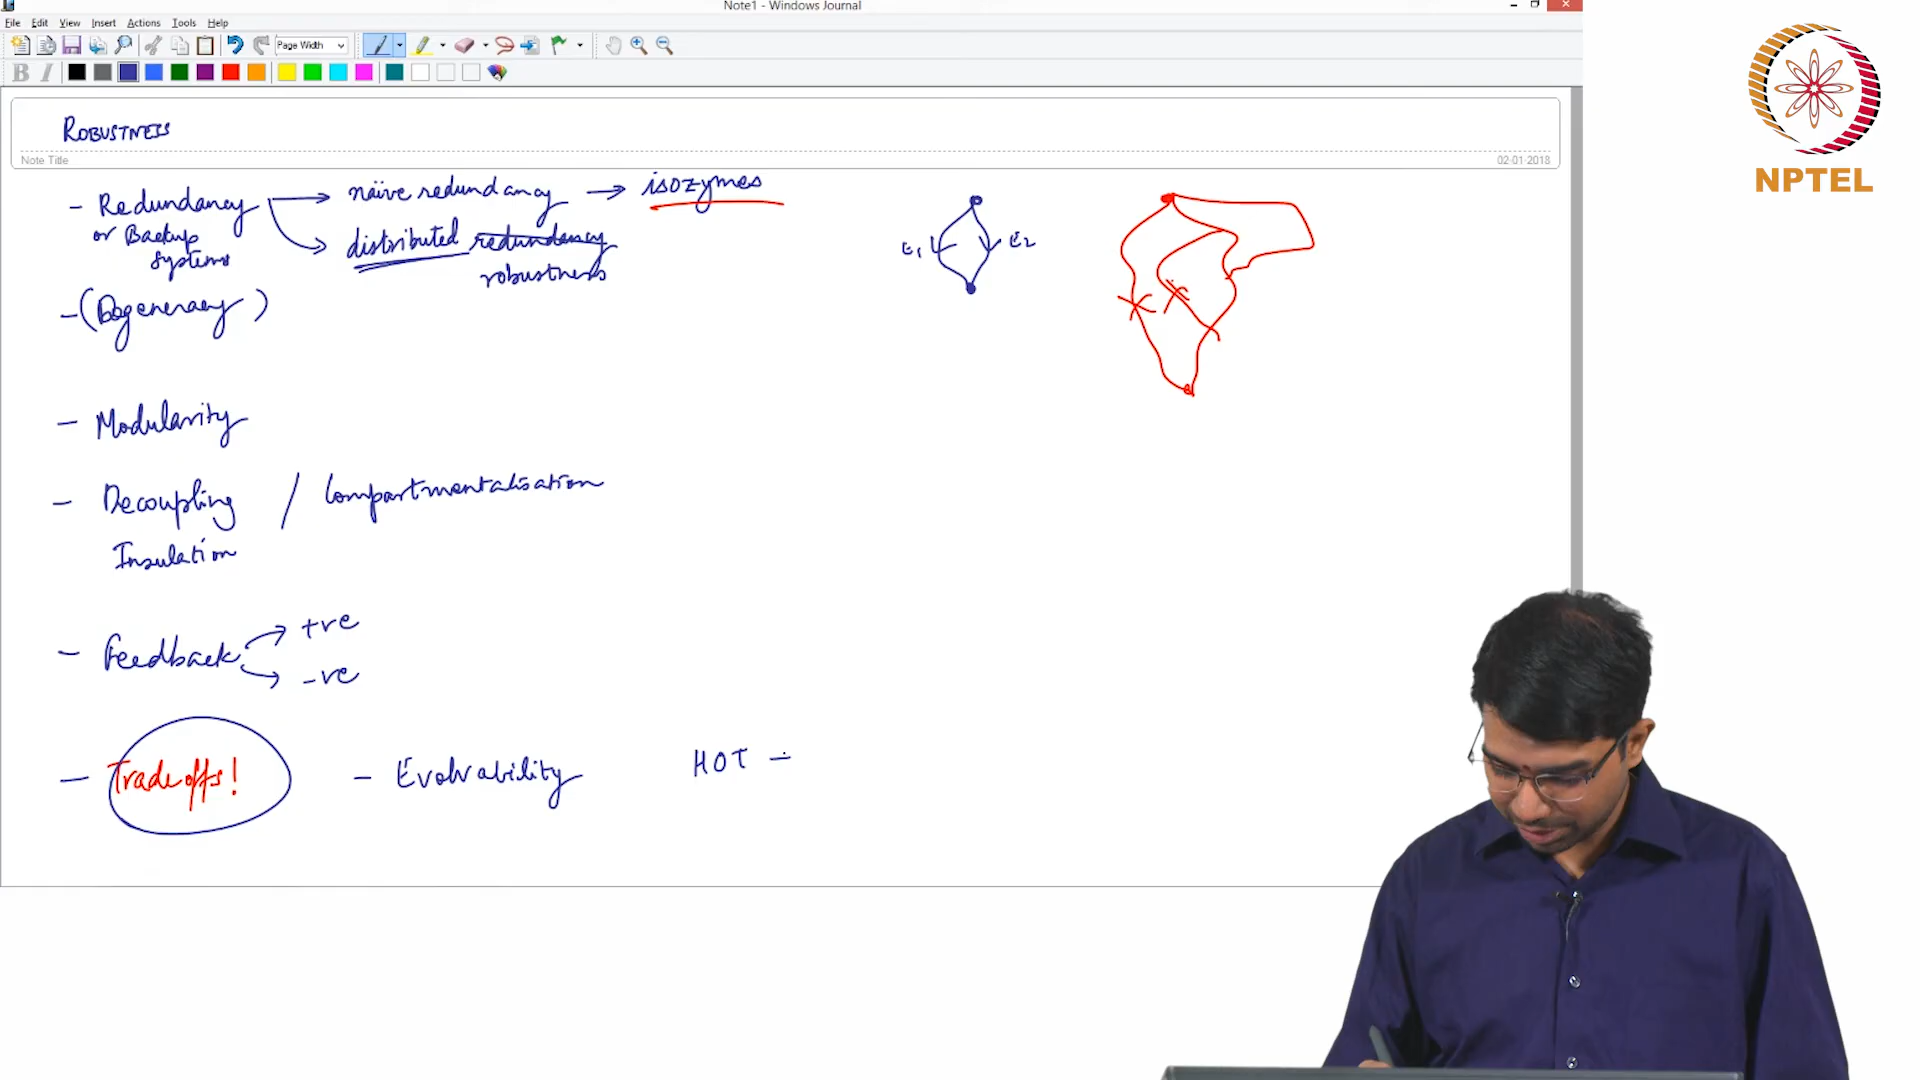 Note1 - Windows Journal
File Edit View Insert Actions Tools Help
Page Width
B I
ROBUSTNESS
Note Title
02-01-2018
NPTEL
- Redundancy → naïve redundancy → isozymes
or Backup systems
→ distributed redundancy
robustness
E1 E2
- (Degeneracy)
- Modularity
- Decoupling / Compartmentalisation
Insulation
- Feedback → +ve
→ -ve
- Tradeoffs! - Evolvability HOT -